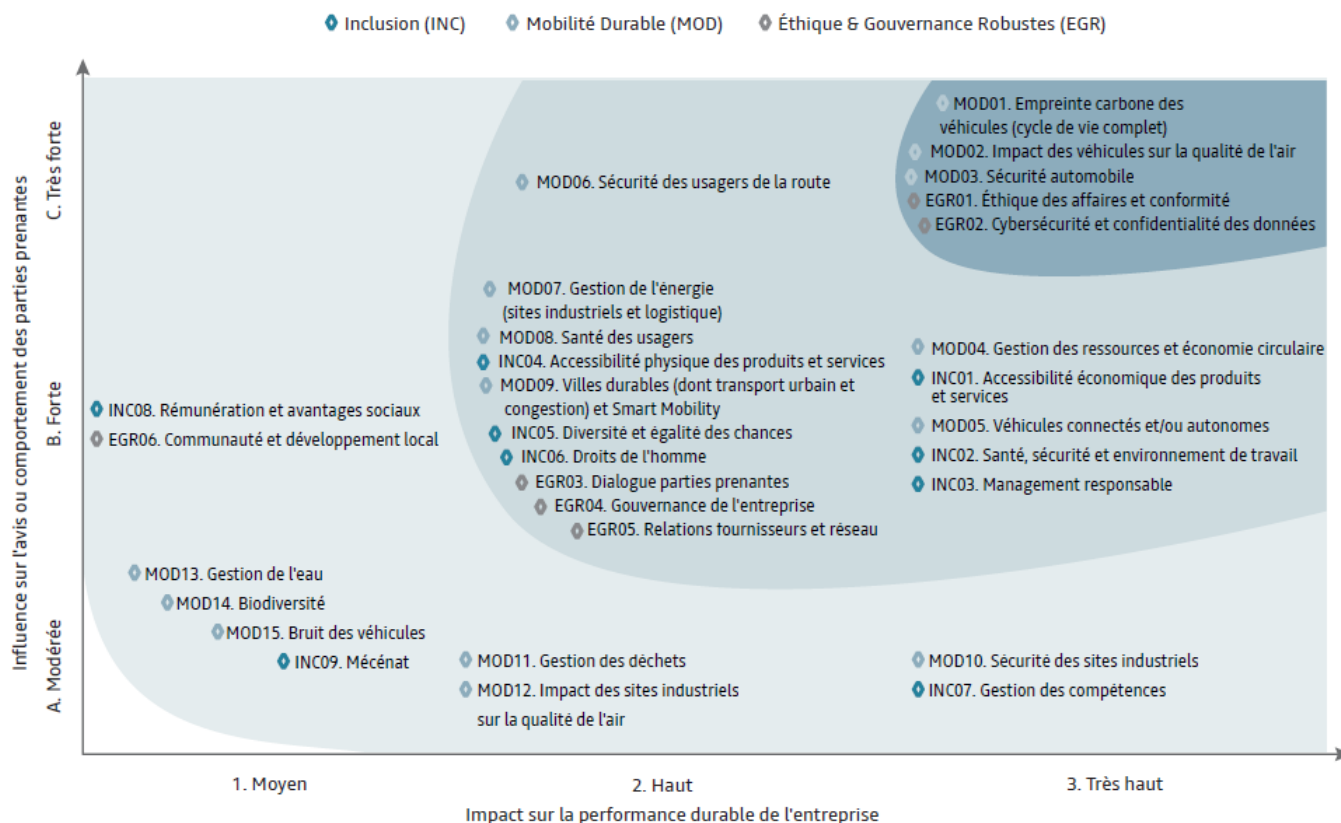 Inclusion (INC)
Mobilité Durable (MOD)
Éthique & Gouvernance Robustes (EGR)
Influence sur l'avis ou comportement des parties prenantes
C. Très forte
B. Forte
A. Modérée
MOD01. Empreinte carbone des
véhicules (cycle de vie complet)
MOD02. Impact des véhicules sur la qualité de l'air
MOD03. Sécurité automobile
EGR01. Éthique des affaires et conformité
EGR02. Cybersécurité et confidentialité des données
MOD06. Sécurité des usagers de la route
MOD07. Gestion de l'énergie
(sites industriels et logistique)
MOD08. Santé des usagers
INC04. Accessibilité physique des produits et services
MOD09. Villes durables (dont transport urbain et
congestion) et Smart Mobility
INC05. Diversité et égalité des chances
INC06. Droits de l'homme
EGR03. Dialogue parties prenantes
EGR04. Gouvernance de l'entreprise
EGR05. Relations fournisseurs et réseau
MOD04. Gestion des ressources et économie circulaire
INC01. Accessibilité économique des produits
et services
MOD05. Véhicules connectés et/ou autonomes
INC02. Santé, sécurité et environnement de travail
INC03. Management responsable
INC08. Rémunération et avantages sociaux
EGR06. Communauté et développement local
MOD13. Gestion de l'eau
MOD14. Biodiversité
MOD15. Bruit des véhicules
INC09. Mécénat
MOD11. Gestion des déchets
MOD12. Impact des sites industriels
sur la qualité de l'air
MOD10. Sécurité des sites industriels
INC07. Gestion des compétences
1. Moyen
2. Haut
3. Très haut
Impact sur la performance durable de l'entreprise